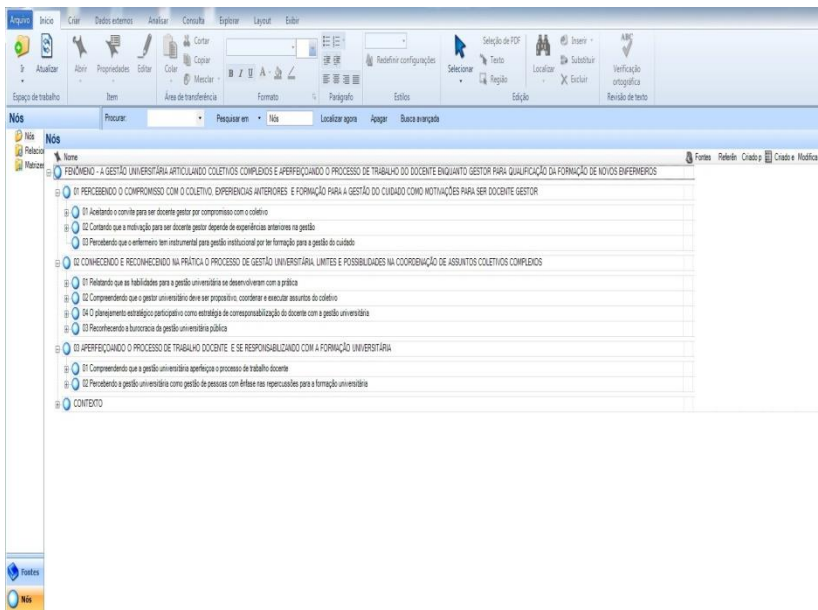 Arquivo Início Criar Dados externos Analisar Consulta Explorar Layout Exibir
Ir Atualizar Abrir Propriedades Editar Colar Cortar Copiar Mesclar
B I U A
Redefinir configurações
Selecionar Seleção de PDF Texto Região Localizar Inserir Substituir Excluir
ABC Verificação ortográfica
Espaço de trabalho Item Área de transferência Formato Parágrafo Estilos Edição Revisão de texto
Nós Procurar: Pesquisar em Nós Localizar agora Apagar Busca avançada
Nós
Relacio
Matrizes
Nós
Nome Fontes Referên Criado p Criado e Modifica
FENÔMENO - A GESTÃO UNIVERSITÁRIA ARTICULANDO COLETIVOS COMPLEXOS E APERFEIÇOANDO O PROCESSO DE TRABALHO DO DOCENTE ENQUANTO GESTOR PARA QUALIFICAÇÃO DA FORMAÇÃO DE NOVOS ENFERMEIROS
01 PERCEBENDO O COMPROMISSO COM O COLETIVO, EXPERIENCIAS ANTERIORES E FORMAÇÃO PARA A GESTÃO DO CUIDADO COMO MOTIVAÇÕES PARA SER DOCENTE GESTOR
01 Aceitando o convite para ser docente gestor por compromisso com o coletivo
02 Contando que a motivação para ser docente gestor depende de experiências anteriores na gestão
03 Percebendo que o enfermeiro tem instrumental para gestão institucional por ter formação para a gestão do cuidado
02 CONHECENDO E RECONHECENDO NA PRÁTICA O PROCESSO DE GESTÃO UNIVERSITÁRIA, LIMITES E POSSIBILIDADES NA COORDENAÇÃO DE ASSUNTOS COLETIVOS COMPLEXOS
01 Relatando que as habilidades para a gestão universitária se desenvolveram com a prática
02 Compreendendo que o gestor universitário deve ser propositivo, coordenar e executar assuntos do coletivo
04 O planejamento estratégico participativo como estratégia de corresponsabilização do docente com a gestão universitária
03 Reconhecendo a burocracia da gestão universitária pública
03 APERFEIÇOANDO O PROCESSO DE TRABALHO DOCENTE E SE RESPONSABILIZANDO COM A FORMAÇÃO UNIVERSITÁRIA
01 Compreendendo que a gestão universitária aperfeiçoa o processo de trabalho docente
02 Percebendo a gestão universitária como gestão de pessoas com ênfase nas repercussões para a formação universitária
CONTEXTO
Fontes
Nós